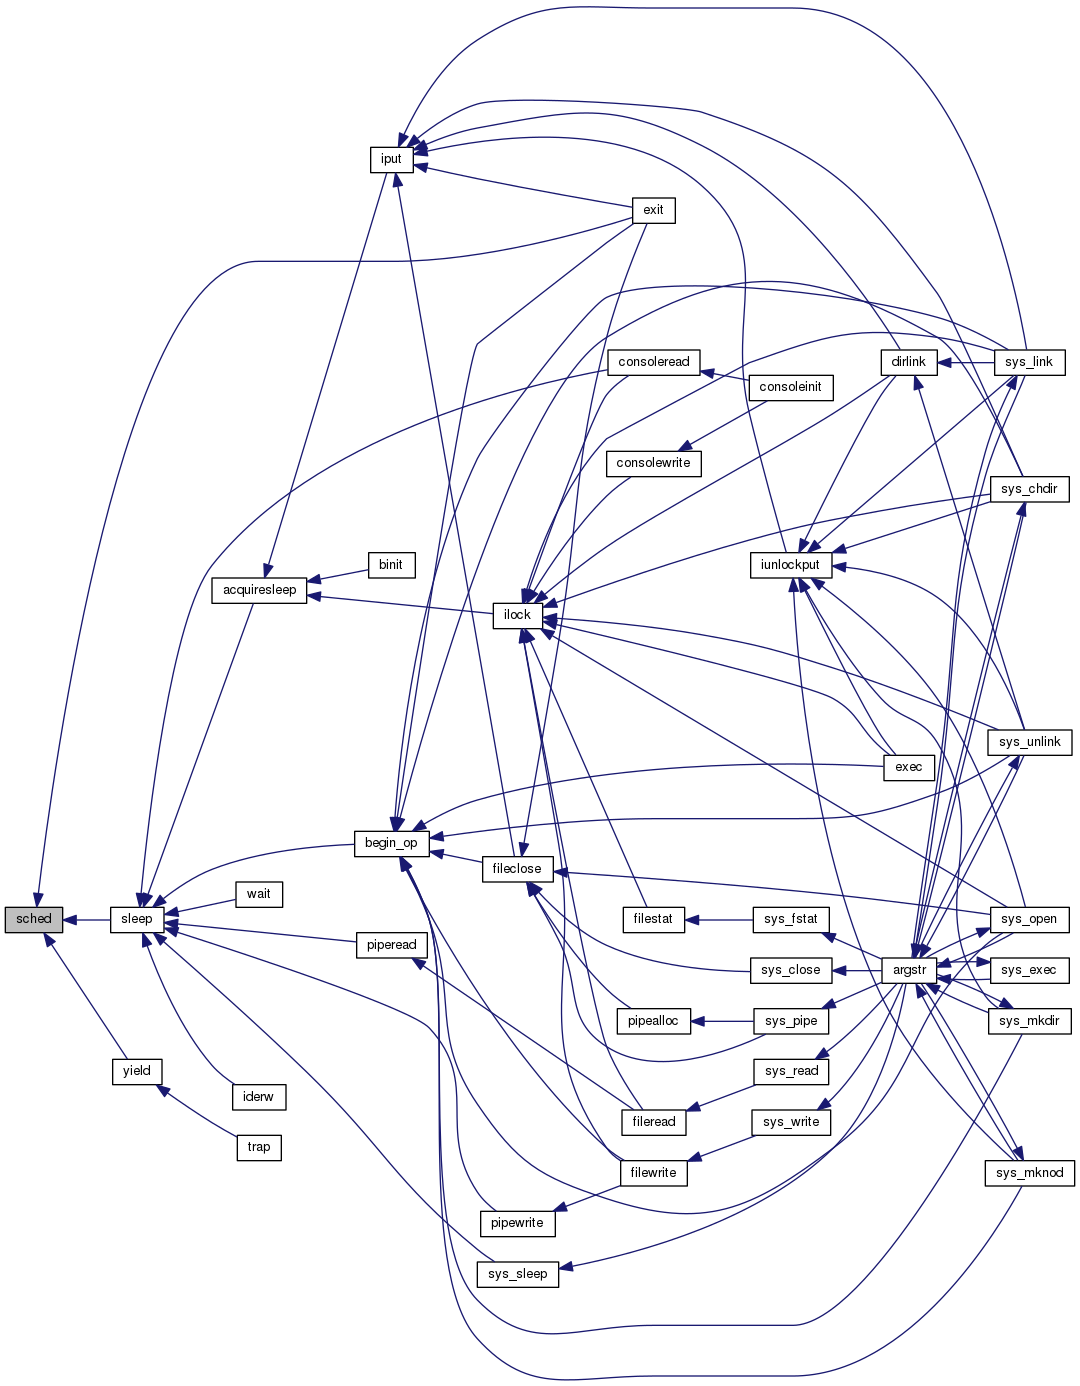 iput
exit
consoleread
dirlink
sys_link
consoleinit
consolewrite
sys_chdir
binit
iunlockput
acquiresleep
ilock
sys_unlink
exec
begin_op
fileclose
wait
sched
sleep
filestat
sys_fstat
sys_open
piperead
sys_close
argstr
sys_exec
pipealloc
sys_pipe
sys_mkdir
yield
sys_read
iderw
fileread
sys_write
trap
filewrite
sys_mknod
pipewrite
sys_sleep